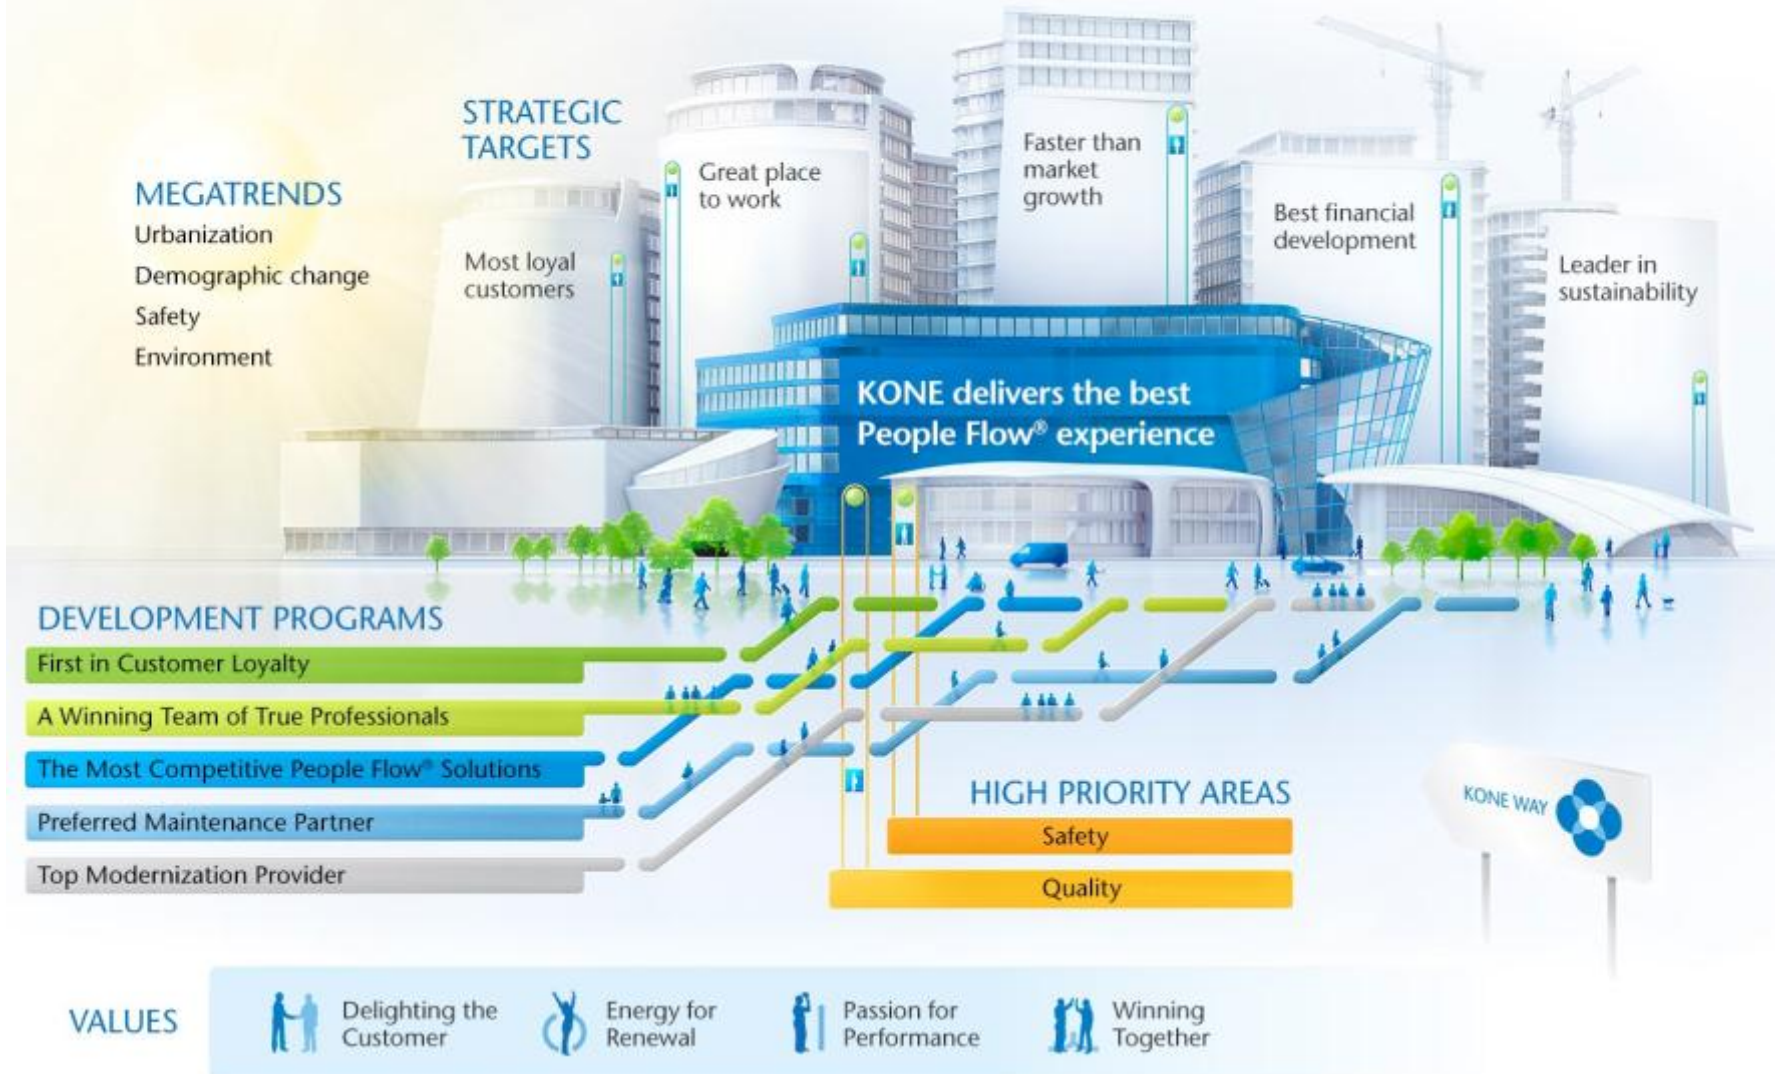 STRATEGIC
TARGETS
MEGATRENDS
Urbanization
Demographic change
Safety
Environment
Most loyal
customers
Great place
to work
Faster than
market
growth
Best financial
development
Leader in
sustainability
KONE delivers the best
People Flow® experience
DEVELOPMENT PROGRAMS
First in Customer Loyalty
A Winning Team of True Professionals
The Most Competitive People Flow® Solutions
Preferred Maintenance Partner
Top Modernization Provider
HIGH PRIORITY AREAS
Safety
Quality
KONE WAY
VALUES
Delighting the
Customer
Energy for
Renewal
Passion for
Performance
Winning
Together